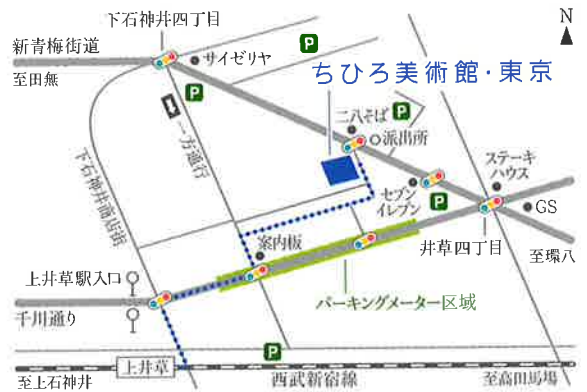 下石神井四丁目
N
新青梅街道
至田無
サイゼリヤ
P
P
ちひろ美術館・東京
一方通行
二八そば
P
派出所
下石神井商店街
ステーキ
ハウス
セブン
イレブン
P
GS
案内板
井草四丁目
至環八
上井草駅入口
千川通り
パーキングメーター区域
P
上井草
至上石神井
西武新宿線
至高田馬場